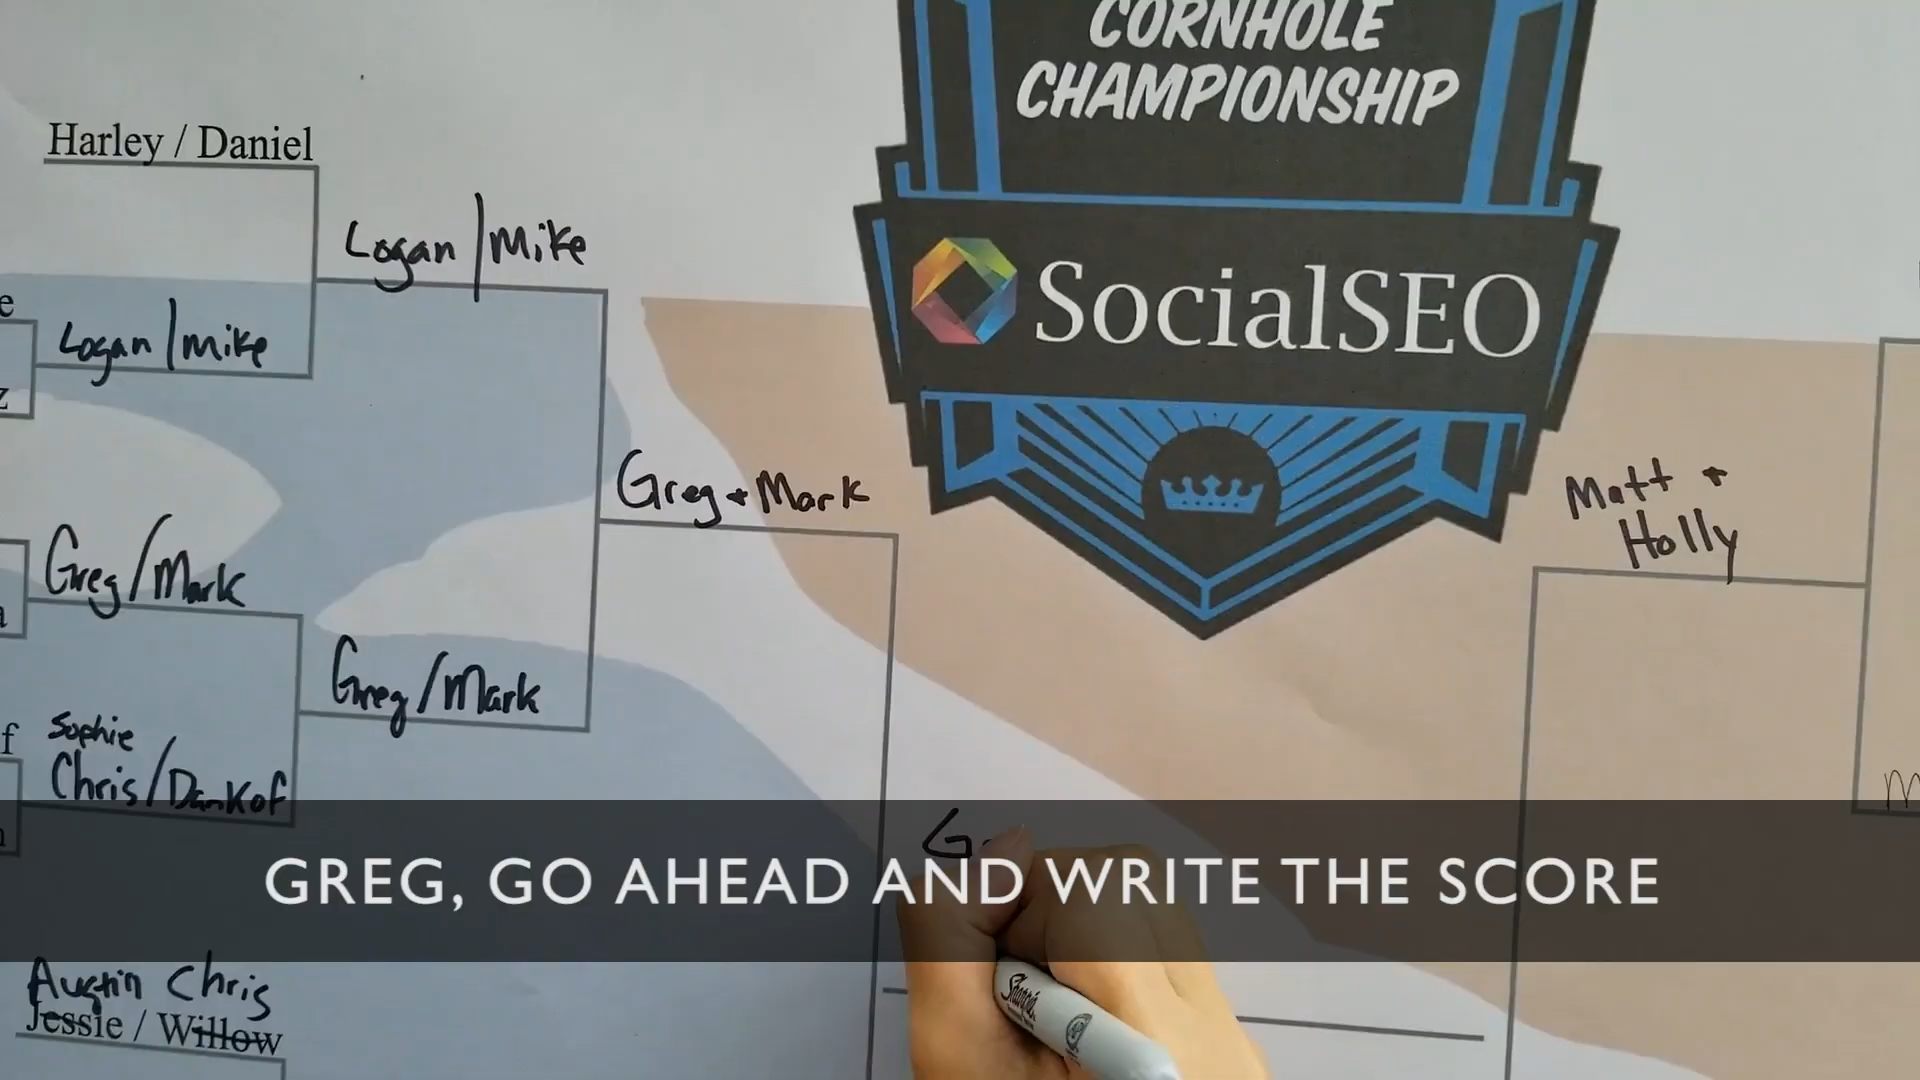 CORNHOLE
CHAMPIONSHIP
SocialSEO
Harley / Daniel
Logan | Mike
Logan | Mike
Greg + Mark
Greg / Mark
Greg / Mark
Sophie
Chris / Dankof
Matt +
Holly
GREG, GO AHEAD AND WRITE THE SCORE
Austin Chris
Jessie / Willow
Sharpie